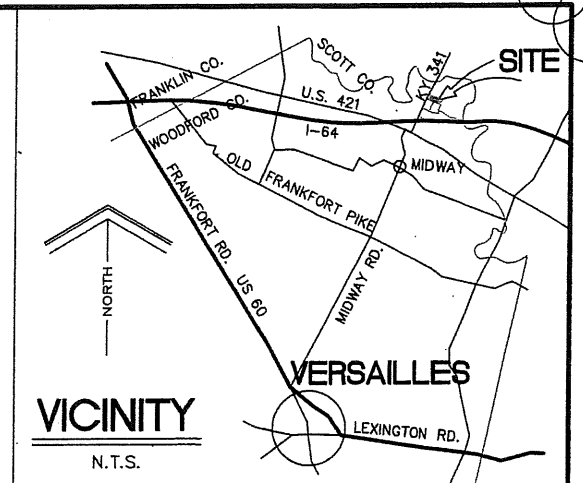 SCOTT CO.
KY 341
SITE
FRANKLIN CO.
U.S. 421
WOODFORD CO.
I-64
OLD FRANKFORT PIKE
MIDWAY
FRANKFORT RD. US 60
NORTH
MIDWAY RD.
VERSAILLES
VICINITY
LEXINGTON RD.
N.T.S.